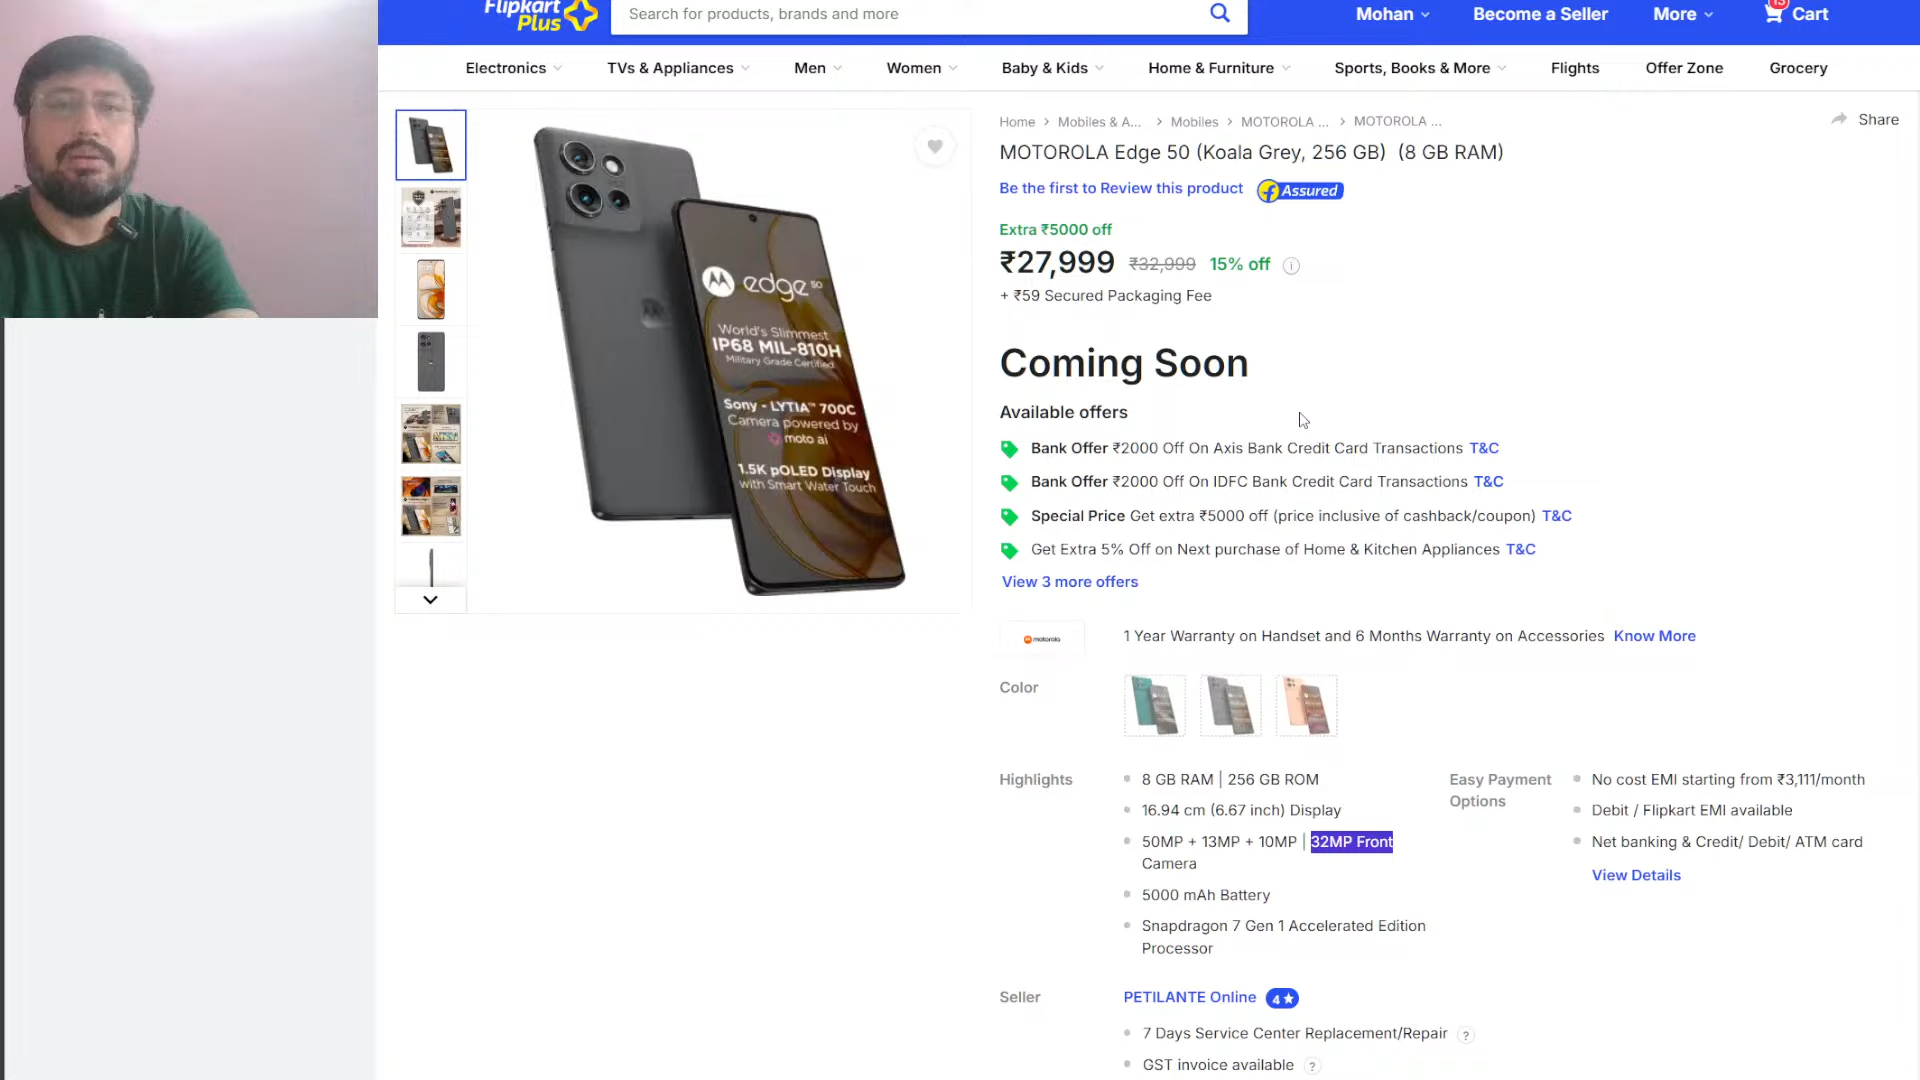 Flipkart
Plus
Search for products, brands and more
Mohan
Become a Seller
More
13
Cart
Electronics
TVs & Appliances
Men
Women
Baby & Kids
Home & Furniture
Sports, Books & More
Flights
Offer Zone
Grocery
Home
Mobiles & A...
Mobiles
MOTOROLA ...
MOTOROLA ...
Share
MOTOROLA Edge 50 (Koala Grey, 256 GB) (8 GB RAM)
Be the first to Review this product
Assured
Extra ₹5000 off
₹27,999 ₹32,999 15% off
+ ₹59 Secured Packaging Fee
edge 50
World's Slimmest
IP68 MIL-810H
Military Grade Certified
Sony - LYTIA™ 700C
Camera powered by
moto ai
1.5K pOLED Display
with Smart Water Touch
Coming Soon
Available offers
Bank Offer ₹2000 Off On Axis Bank Credit Card Transactions T&C
Bank Offer ₹2000 Off On IDFC Bank Credit Card Transactions T&C
Special Price Get extra ₹5000 off (price inclusive of cashback/coupon) T&C
Get Extra 5% Off on Next purchase of Home & Kitchen Appliances T&C
View 3 more offers
motorola
1 Year Warranty on Handset and 6 Months Warranty on Accessories Know More
Color
Highlights
8 GB RAM | 256 GB ROM
16.94 cm (6.67 inch) Display
50MP + 13MP + 10MP | 32MP Front
Camera
5000 mAh Battery
Snapdragon 7 Gen 1 Accelerated Edition
Processor
Easy Payment
Options
No cost EMI starting from ₹3,111/month
Debit / Flipkart EMI available
Net banking & Credit/ Debit/ ATM card
View Details
Seller
PETILANTE Online 4★
7 Days Service Center Replacement/Repair ?
GST invoice available ?